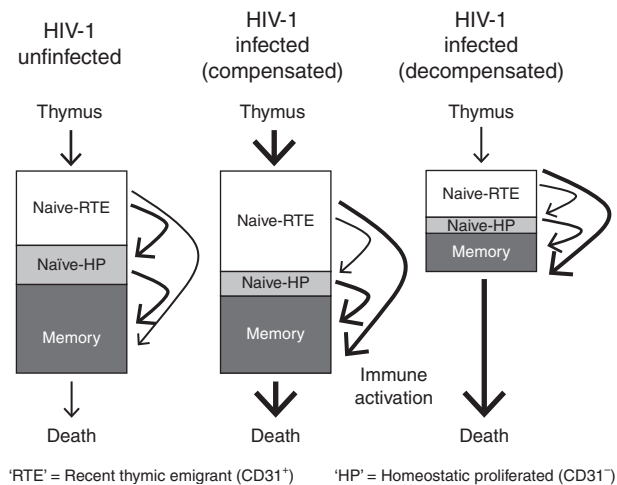 HIV-1
unfinfected
Thymus
Naive-RTE
Naïve-HP
Memory
Death
HIV-1
infected
(compensated)
Thymus
Naive-RTE
Naive-HP
Memory
Immune
activation
Death
HIV-1
infected
(decompensated)
Thymus
Naive-RTE
Naive-HP
Memory
Death
'RTE' = Recent thymic emigrant (CD31⁺)
'HP' = Homeostatic proliferated (CD31⁻)